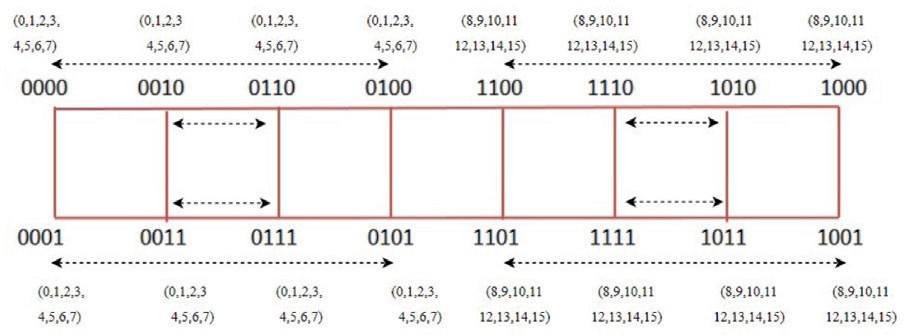 (0,1,2,3, (0,1,2,3 (0,1,2,3, (0,1,2,3, (8,9,10,11 (8,9,10,11 (8,9,10,11 (8,9,10,11
4,5,6,7) 4,5,6,7) 4,5,6,7) 4,5,6,7) 12,13,14,15) 12,13,14,15) 12,13,14,15) 12,13,14,15)
0000 0010 0110 0100 1100 1110 1010 1000
0001 0011 0111 0101 1101 1111 1011 1001
(0,1,2,3, (0,1,2,3 (0,1,2,3, (0,1,2,3, (8,9,10,11 (8,9,10,11 (8,9,10,11 (8,9,10,11
4,5,6,7) 4,5,6,7) 4,5,6,7) 4,5,6,7) 12,13,14,15) 12,13,14,15) 12,13,14,15) 12,13,14,15)